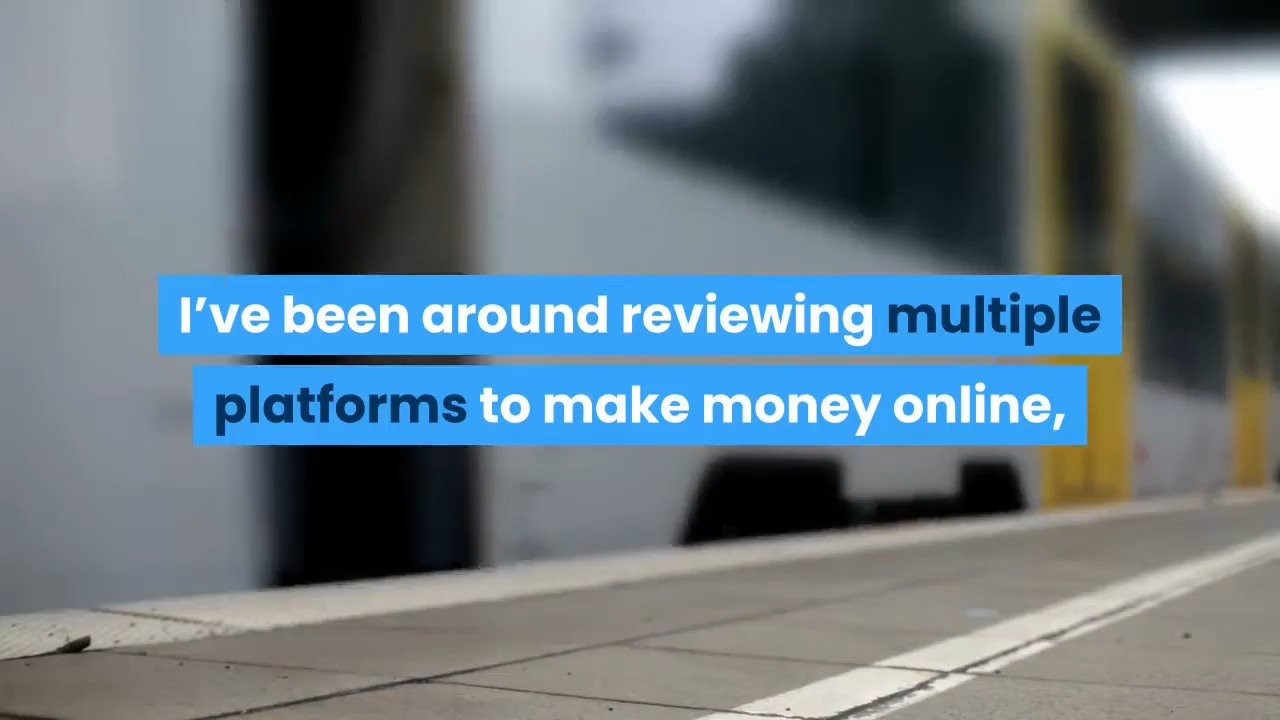 I’ve been around reviewing multiple
platforms to make money online,